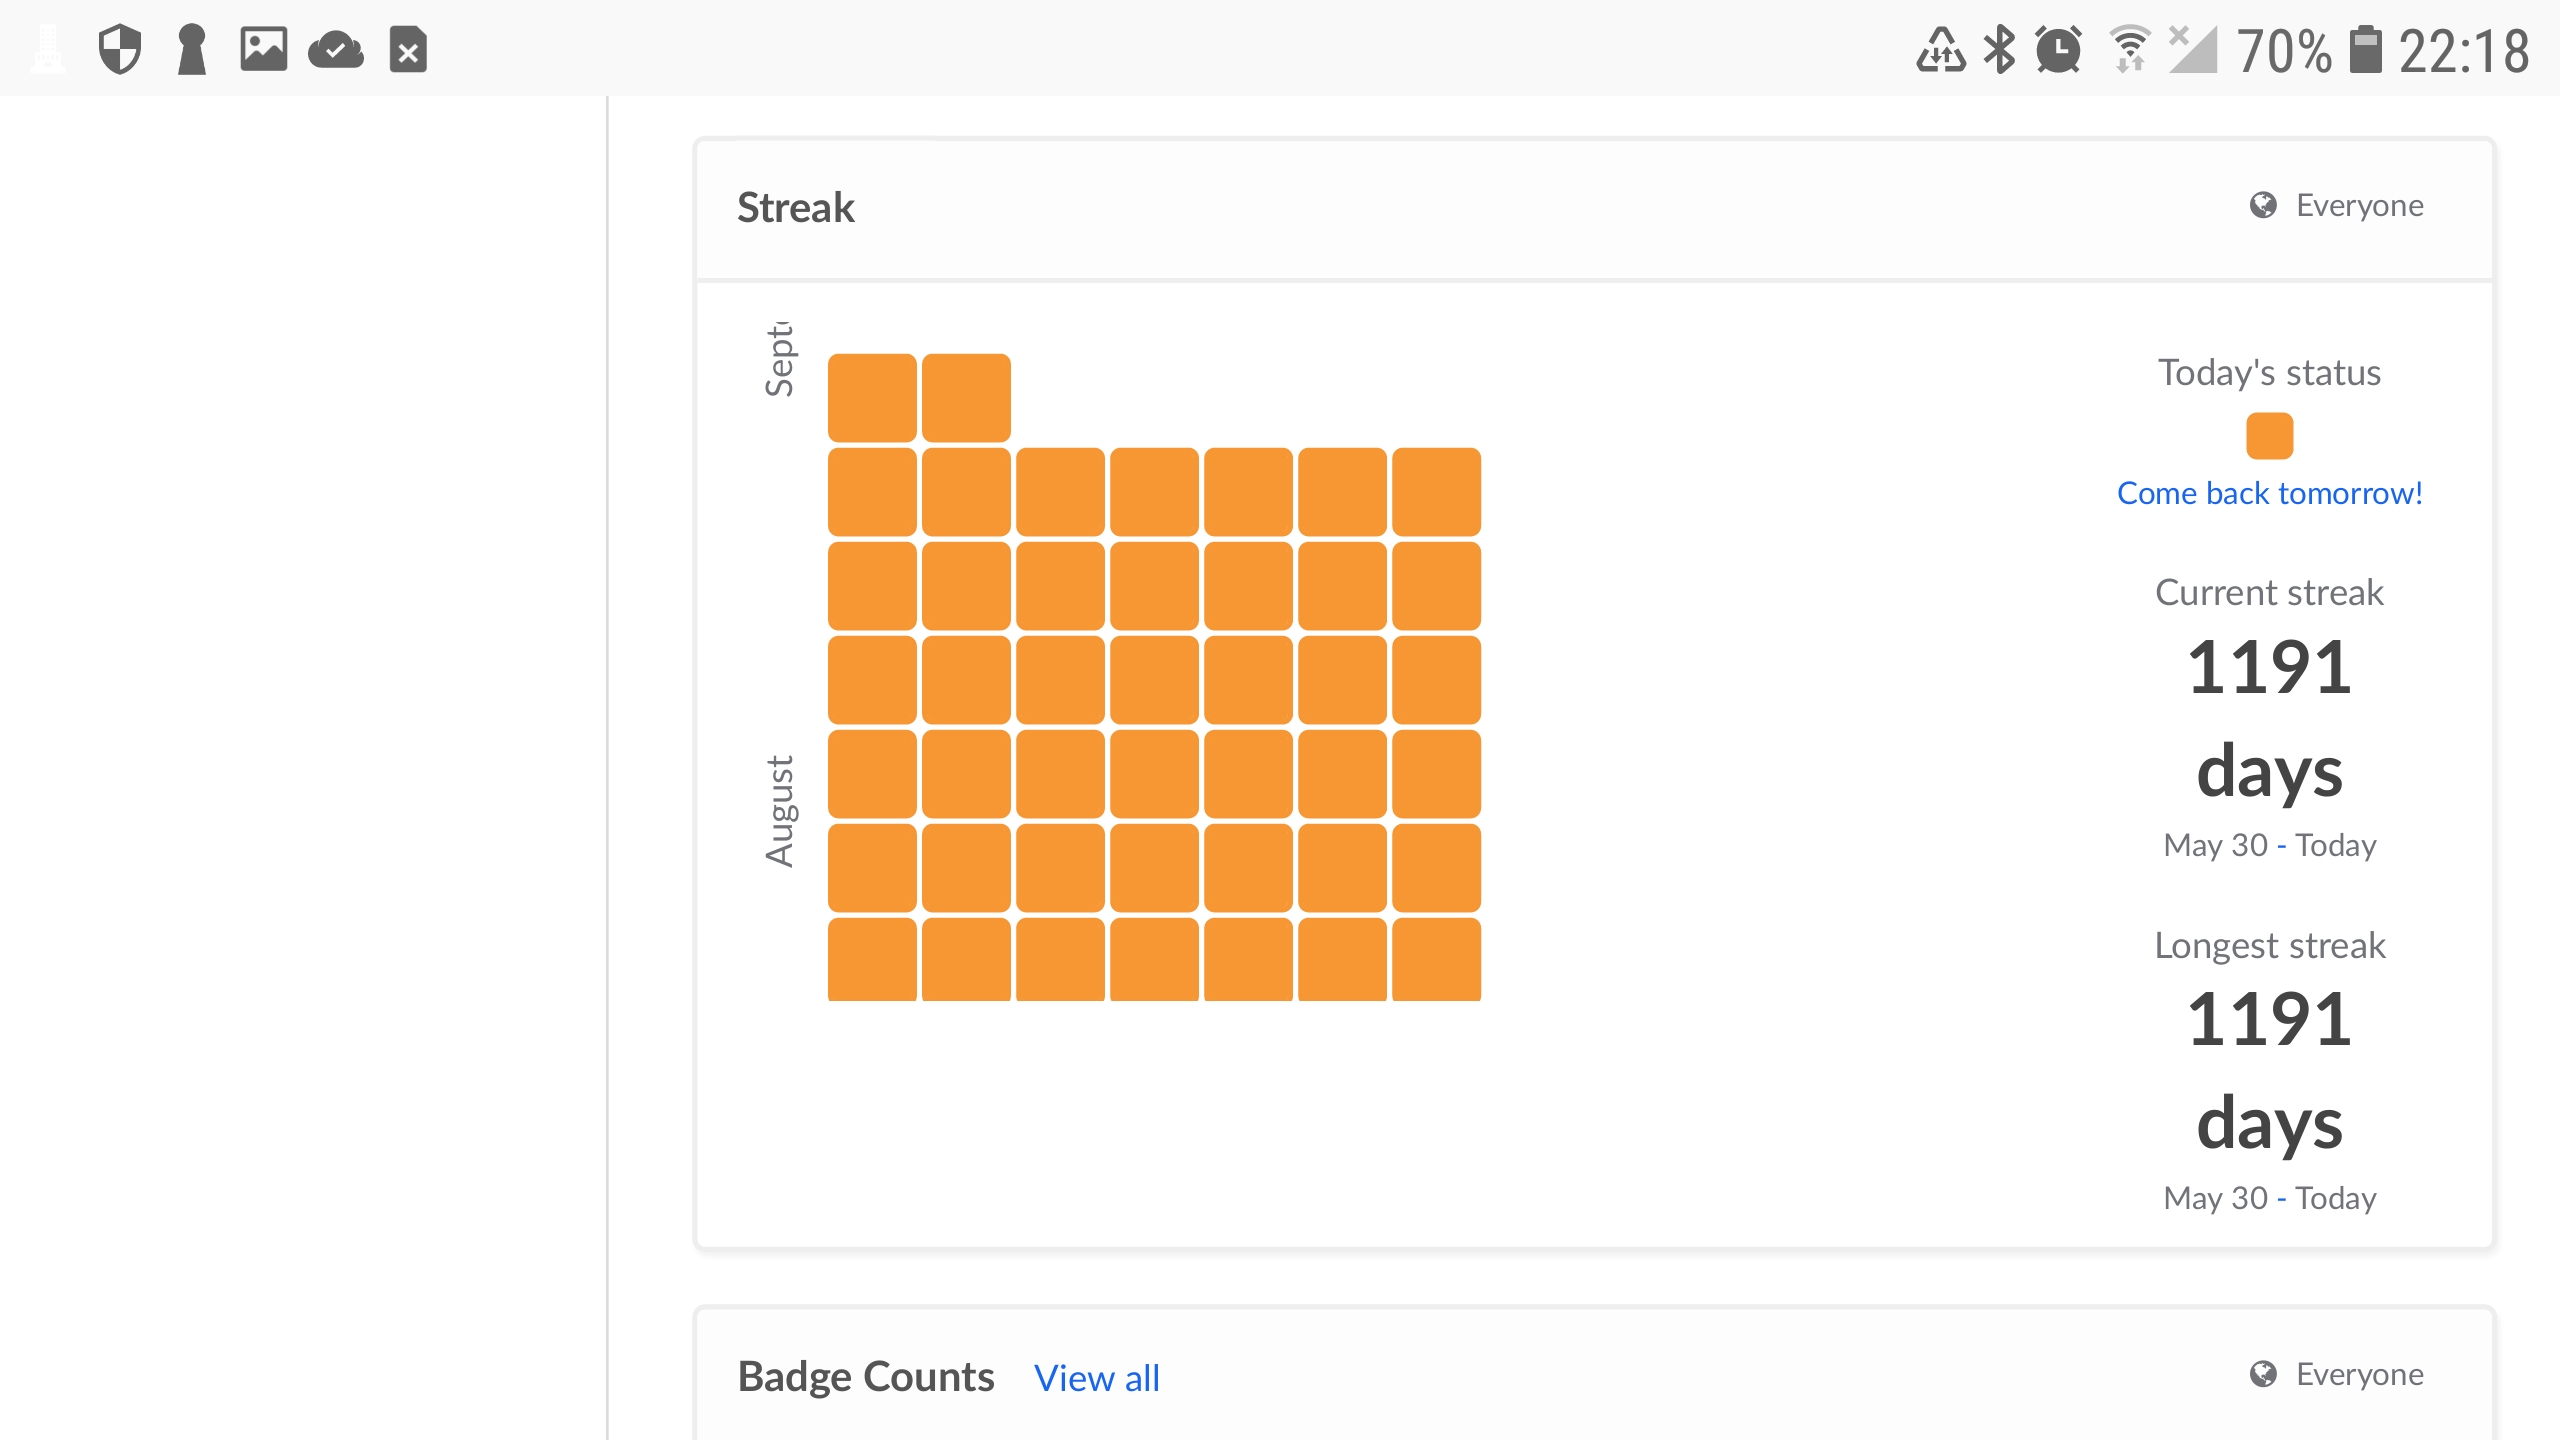 70% 22:18
Streak
Everyone
Sept
August
Today's status
Come back tomorrow!
Current streak
1191
days
May 30 - Today
Longest streak
1191
days
May 30 - Today
Badge Counts View all
Everyone